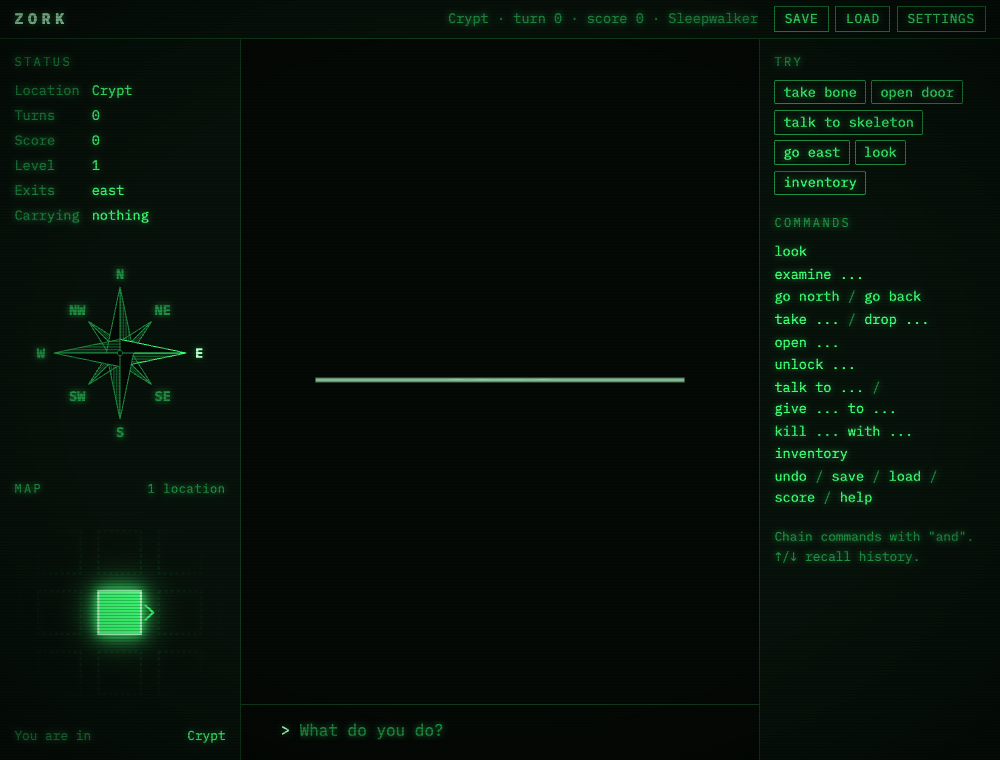 ZORK
Crypt · turn 0 · score 0 · Sleepwalker
SAVE
LOAD
SETTINGS
STATUS
Location Crypt
Turns 0
Score 0
Level 1
Exits east
Carrying nothing
N
NW NE
W E
SW SE
S
MAP 1 location
You are in Crypt
> What do you do?
TRY
take bone open door
talk to skeleton
go east look
inventory
COMMANDS
look
examine ...
go north / go back
take ... / drop ...
open ...
unlock ...
talk to ... /
give ... to ...
kill ... with ...
inventory
undo / save / load /
score / help
Chain commands with "and".
↑/↓ recall history.